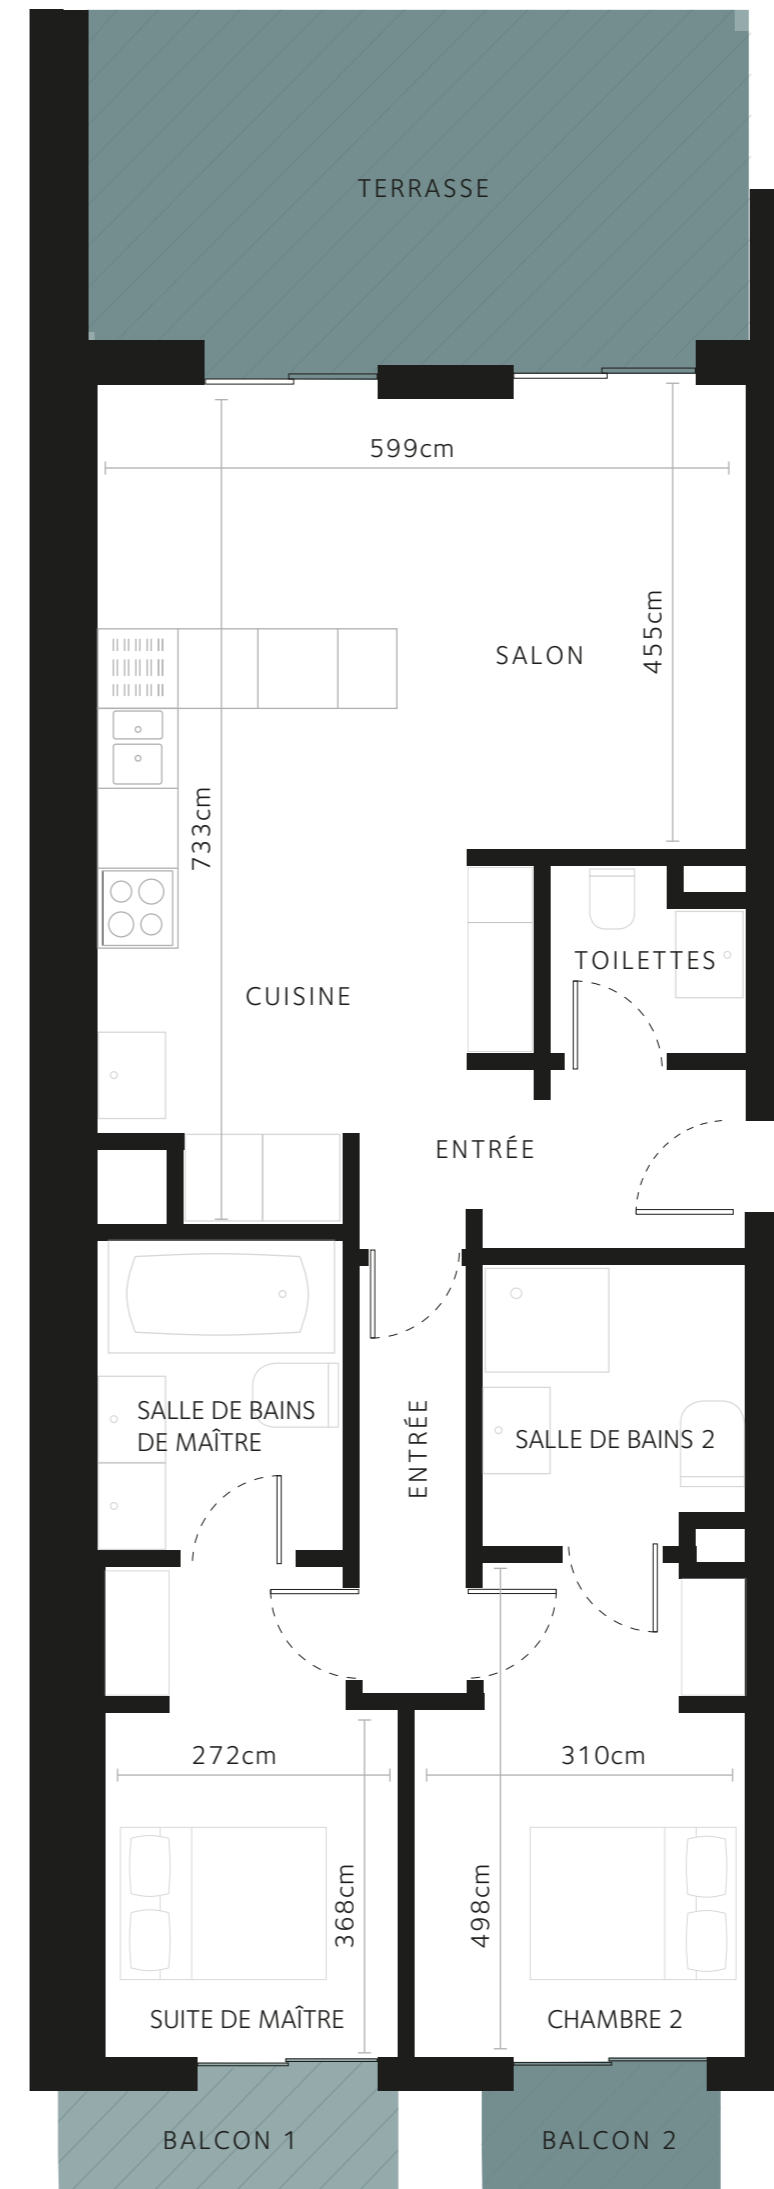 TERRASSE
599cm
455cm
SALON
733cm
TOILETTES
CUISINE
ENTRÉE
ENTRÉE
SALLE DE BAINS
DE MAÎTRE
SALLE DE BAINS 2
272cm
310cm
368cm
498cm
SUITE DE MAÎTRE
CHAMBRE 2
BALCON 1
BALCON 2